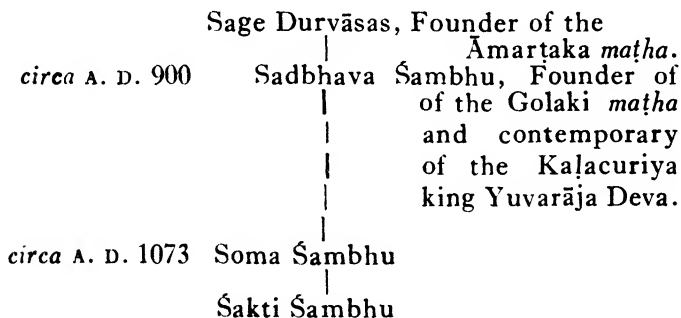 Sage Durvāsas, Founder of the
Āmartaka maṭha.
circa A. D. 900 Sadbhava Śambhu, Founder of
of the Golaki maṭha
and contemporary
of the Kaḷacuriya
king Yuvarāja Deva.
circa A. D. 1073 Soma Śambhu
Śakti Śambhu